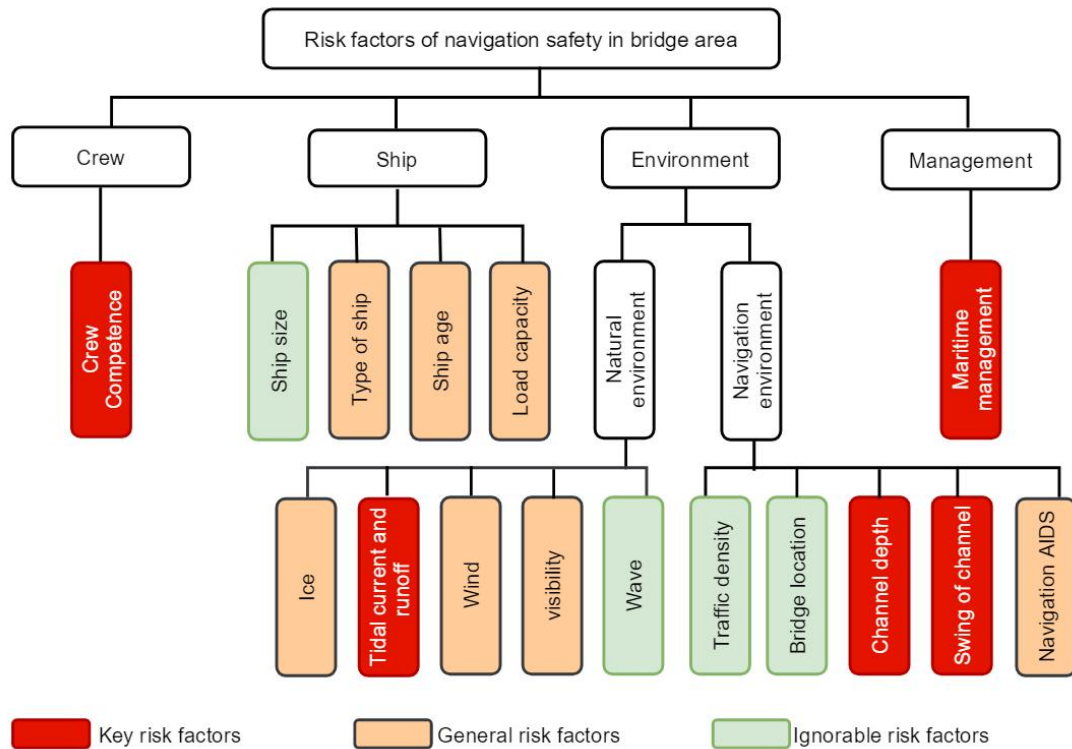 Risk factors of navigation safety in bridge area
Crew
Ship
Environment
Management
Crew
Competence
Ship size
Type of ship
Ship age
Load capacity
Natural
environment
Navigation
environment
Maritime
management
Ice
Tidal current and
runoff
Wind
visibility
Wave
Traffic density
Bridge location
Channel depth
Swing of channel
Navigation AIDS
Key risk factors
General risk factors
Ignorable risk factors